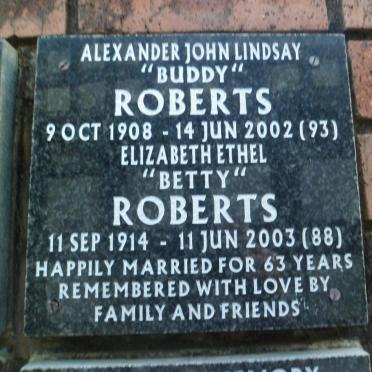 ALEXANDER JOHN LINDSAY
"BUDDY"
ROBERTS
9 OCT 1908 - 14 JUN 2002 (93)
ELIZABETH ETHEL
"BETTY"
ROBERTS
11 SEP 1914 - 11 JUN 2003 (88)
HAPPILY MARRIED FOR 63 YEARS
REMEMBERED WITH LOVE BY
FAMILY AND FRIENDS
MEMORY